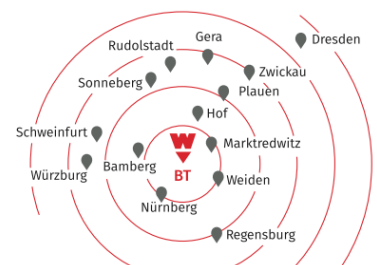 Gera
Dresden
Rudolstadt
Zwickau
Sonneberg
Plauen
Hof
Schweinfurt
W
Marktredwitz
Bamberg
Würzburg
BT
Weiden
Nürnberg
Regensburg